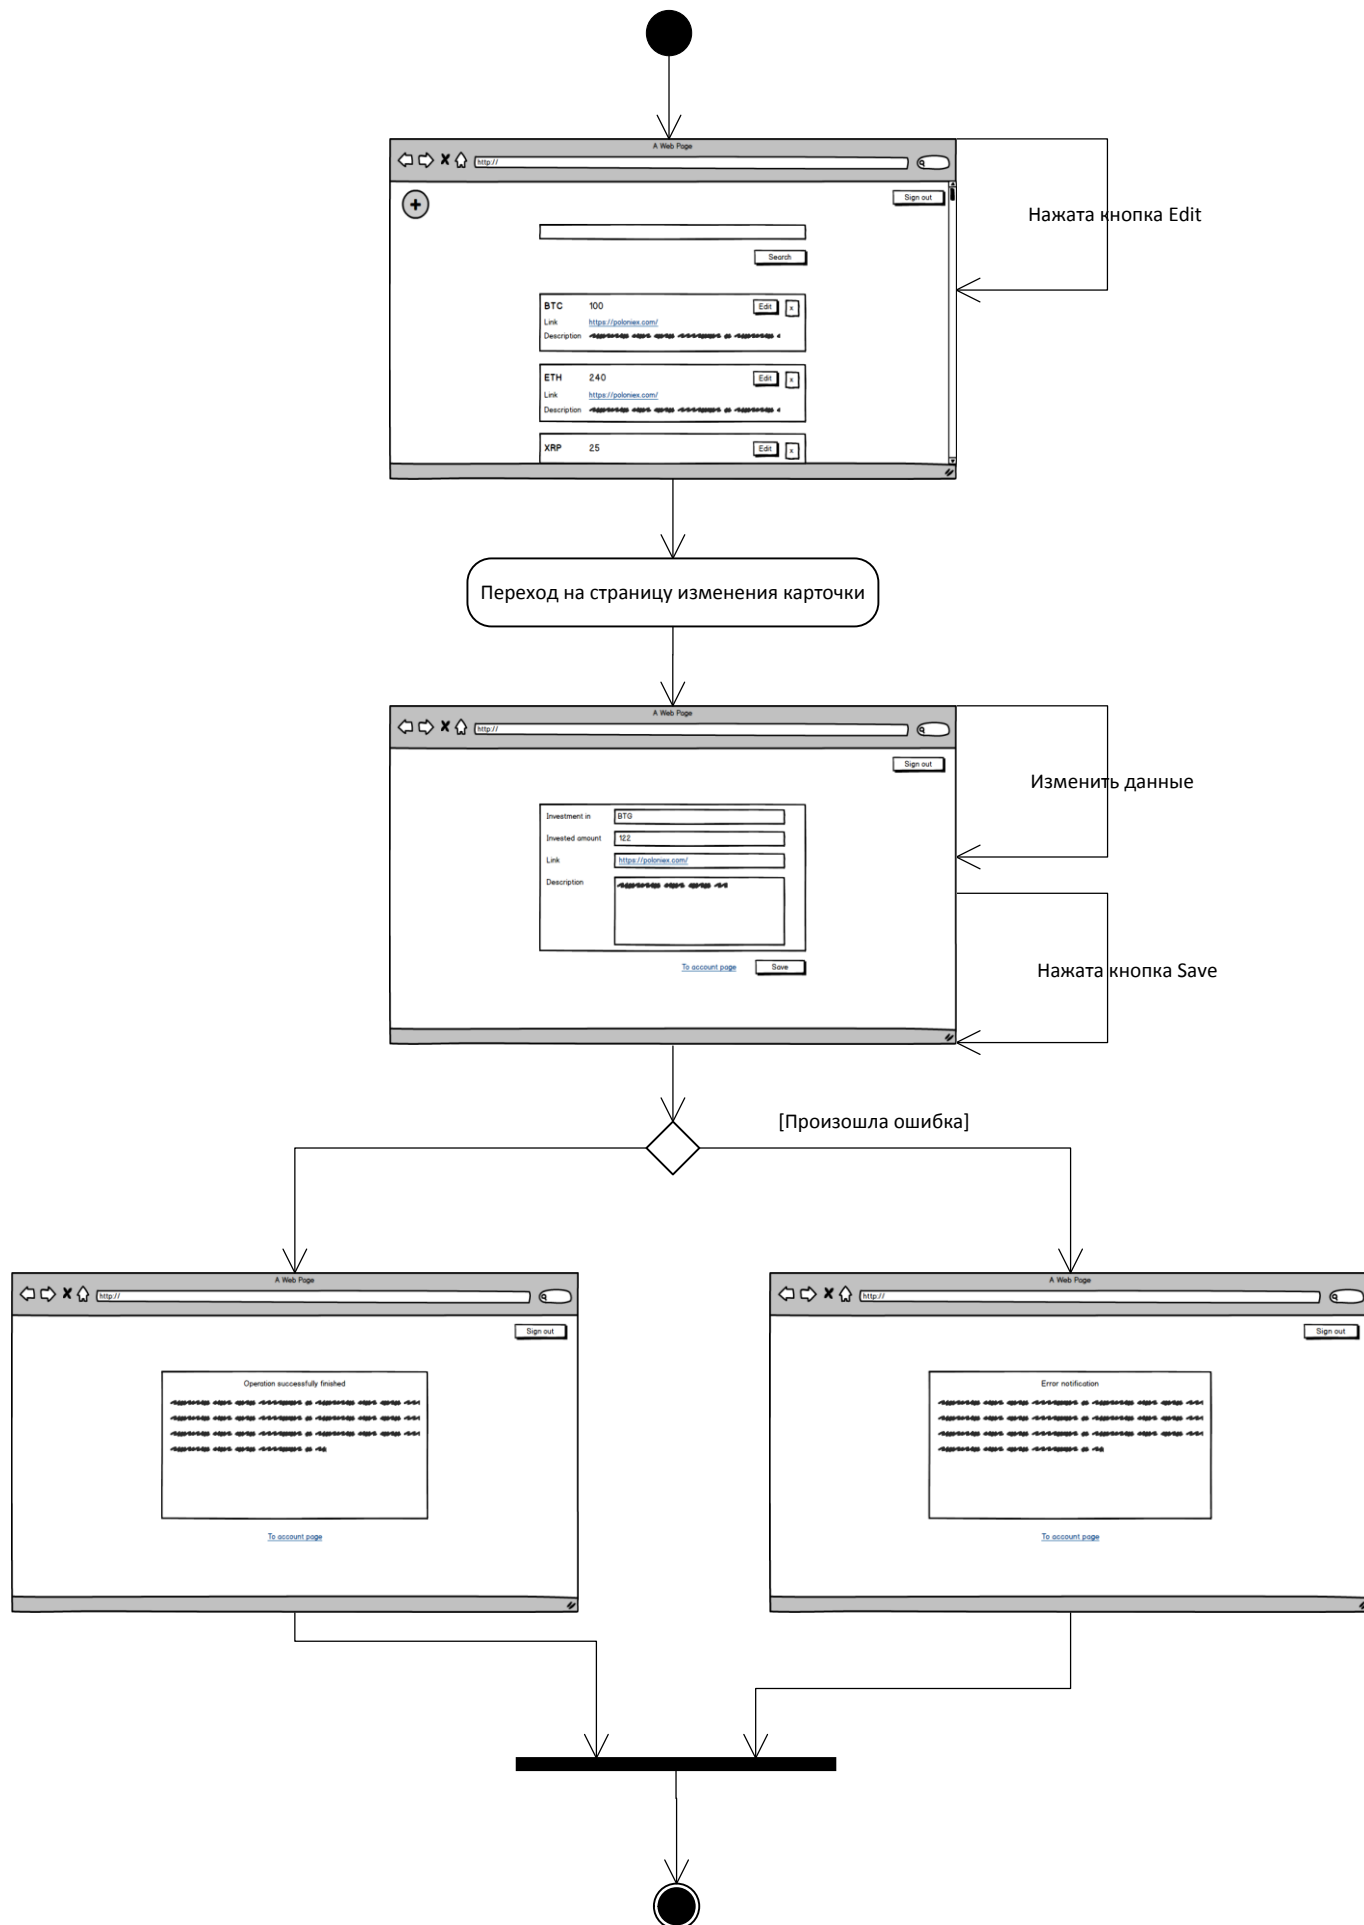 A Web Page
http://
Sign out
Нажата кнопка Edit
Search
BTC 100 Edit x
Link https://poloniex.com/
Description
ETH 240 Edit x
Link https://poloniex.com/
Description
XRP 25 Edit x
Переход на страницу изменения карточки
A Web Page
http://
Sign out
Изменить данные
Investment in BTG
Invested amount 122
Link https://poloniex.com/
Description
To account page Save
Нажата кнопка Save
[Произошла ошибка]
A Web Page
http://
Sign out
Operation successfully finished
To account page
A Web Page
http://
Sign out
Error notification
To account page